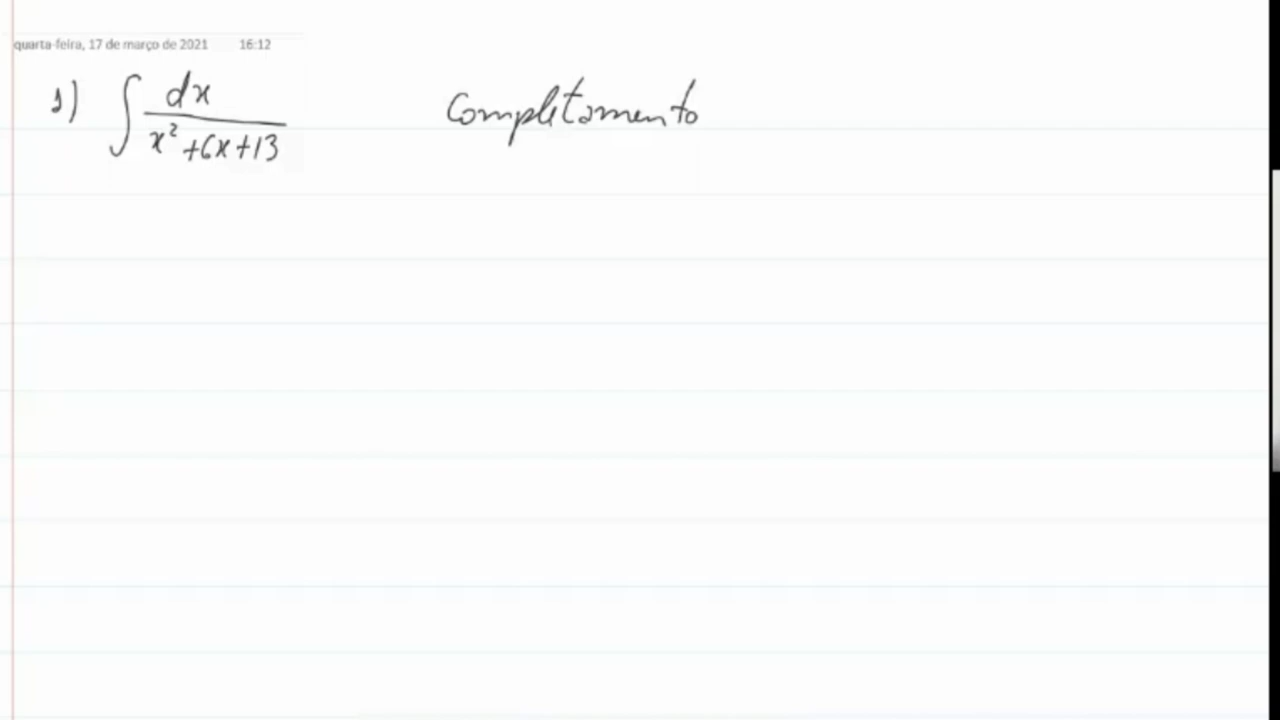 quarta-feira, 17 de março de 2021 16:12
1) ∫ dx / (x² + 6x + 13) Completamento